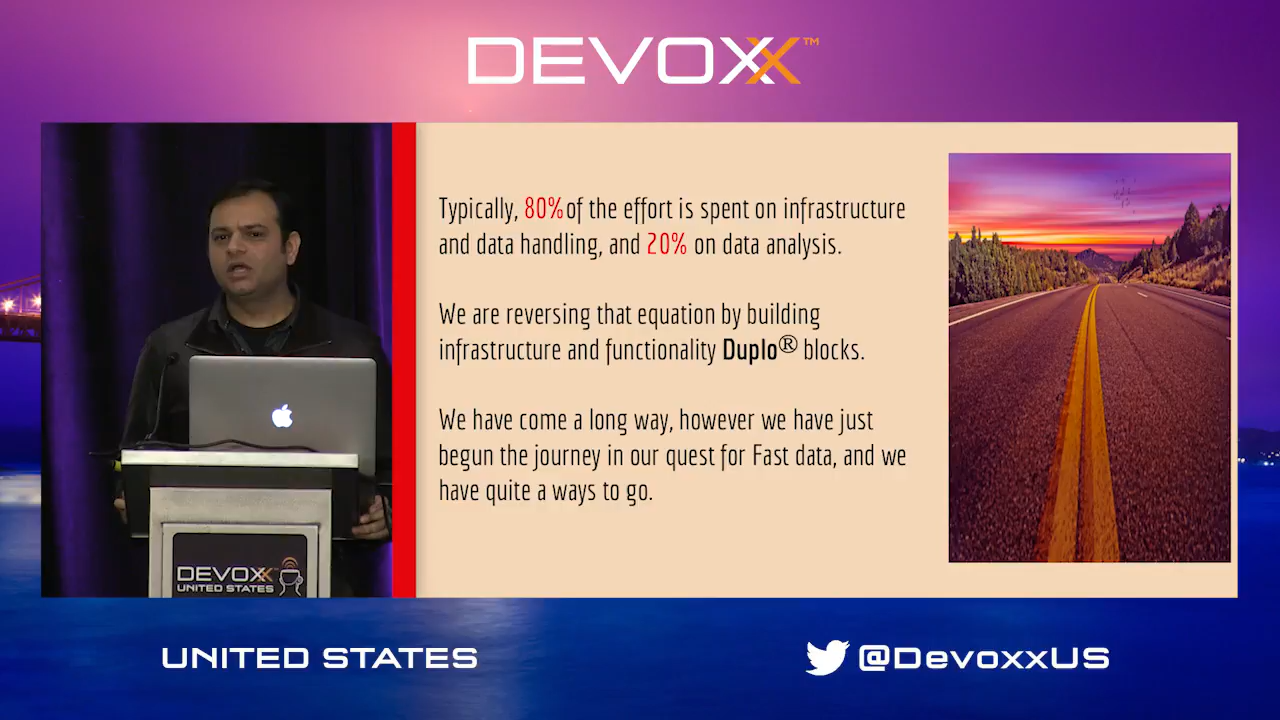 DEVOXX™
Typically, 80% of the effort is spent on infrastructure
and data handling, and 20% on data analysis.
We are reversing that equation by building
infrastructure and functionality Duplo® blocks.
We have come a long way, however we have just
begun the journey in our quest for Fast data, and we
have quite a ways to go.
DEVOXX™
UNITED STATES
UNITED STATES
@DevoxxUS